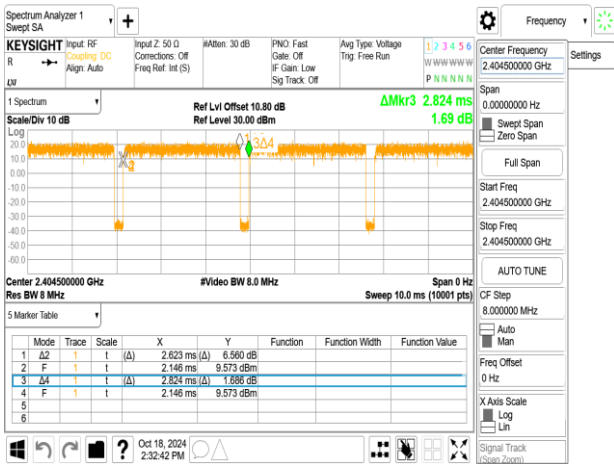 Spectrum Analyzer 1
Swept SA
+
Frequency
KEYSIGHT
R
Input: RF
Coupling: DC
Align: Auto
Input Z: 50 Ω
Corrections: Off
Freq Ref: Int (S)
#Atten: 30 dB
PNO: Fast
Gate: Off
IF Gain: Low
Sig Track: Off
Avg Type: Voltage
Trig: Free Run
1 2 3 4 5 6
W W W W W W
P N N N N N
Center Frequency
2.404500000 GHz
Settings
Span
0.00000000 Hz
Swept Span
Zero Span
Full Span
Start Freq
2.404500000 GHz
Stop Freq
2.404500000 GHz
AUTO TUNE
CF Step
8.000000 MHz
Auto
Man
Freq Offset
0 Hz
X Axis Scale
Log
Lin
Signal Track
(Span Zoom)
1 Spectrum
Scale/Div 10 dB
Ref Lvl Offset 10.80 dB
Ref Level 30.00 dBm
ΔMkr3 2.824 ms
1.69 dB
Log
20.0
10.0
0.00
-10.0
-20.0
-30.0
-40.0
-50.0
-60.0
3Δ4
Center 2.404500000 GHz
Res BW 8 MHz
#Video BW 8.0 MHz
Span 0 Hz
Sweep 10.0 ms (10001 pts)
5 Marker Table
Mode Trace Scale X Y Function Function Width Function Value
1 Δ2 1 t (Δ) 2.623 ms (Δ) 6.560 dB
2 F 1 t 2.146 ms 9.573 dBm
3 Δ4 1 t (Δ) 2.824 ms (Δ) 1.686 dB
4 F 1 t 2.146 ms 9.573 dBm
5
6
?
Oct 18, 2024
2:32:42 PM